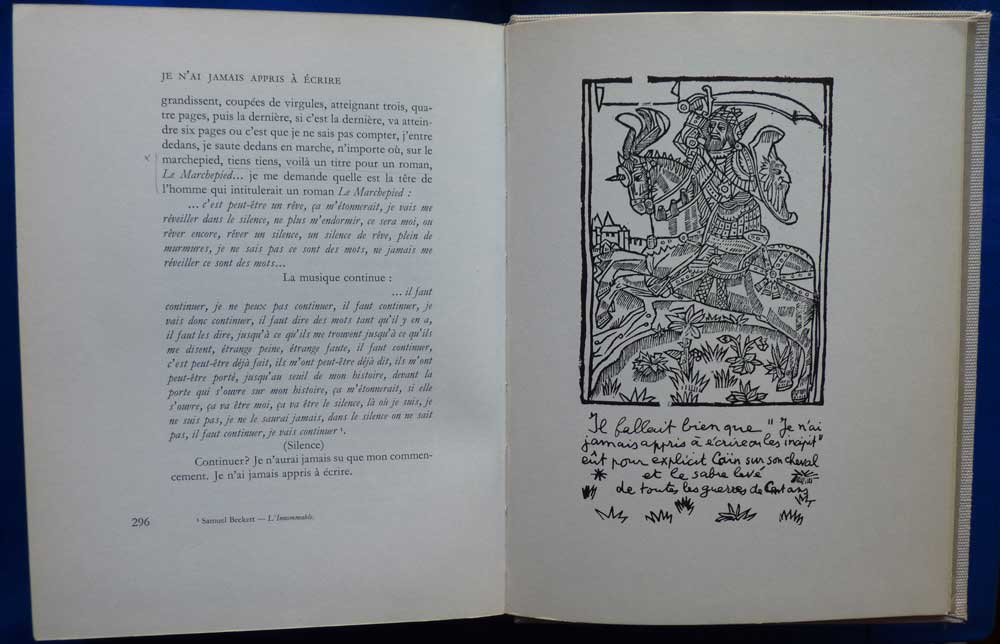 JE N'AI JAMAIS APPRIS À ÉCRIRE
grandissent, coupées de virgules, atteignant trois, qua-
tre pages, puis la dernière, si c'est la dernière, va attein-
dre six pages ou c'est que je ne sais pas compter, j'entre
dedans, je saute dedans en marche, n'importe où, sur le
marchepied, tiens tiens, voilà un titre pour un roman,
Le Marchepied... je me demande quelle est la tête de
l'homme qui intitulerait un roman Le Marchepied :
... c'est peut-être un rêve, ça m'étonnerait, je vais me
réveiller dans le silence, ne plus m'endormir, ce sera moi, ou
rêver encore, rêver un silence, un silence de rêve, plein de
murmures, je ne sais pas ce sont des mots, ne jamais me
réveiller ce sont des mots...
La musique continue :
... il faut
continuer, je ne peux pas continuer, il faut continuer, je
vais donc continuer, il faut dire des mots tant qu'il y en a,
il faut les dire, jusqu'à ce qu'ils me trouvent jusqu'à ce qu'ils
me disent, étrange peine, étrange faute, il faut continuer,
c'est peut-être déjà fait, ils m'ont peut-être déjà dit, ils m'ont
peut-être porté, jusqu'au seuil de mon histoire, devant la
porte qui s'ouvre sur mon histoire, ça m'étonnerait, si elle
s'ouvre, ça va être moi, ça va être le silence, là où je suis, je
ne suis pas, je ne le saurai jamais, dans le silence on ne sait
pas, il faut continuer, je vais continuer ¹.
(Silence)
Continuer? Je n'aurai jamais su que mon commen-
cement. Je n'ai jamais appris à écrire.
296
¹ Samuel Beckett — L'Innommable.
Il fallait bien que "Je n'ai
jamais appris à écrire ou les incipit"
eût pour explicit Caïn sur son cheval
et le sabre levé
de toutes les guerres de